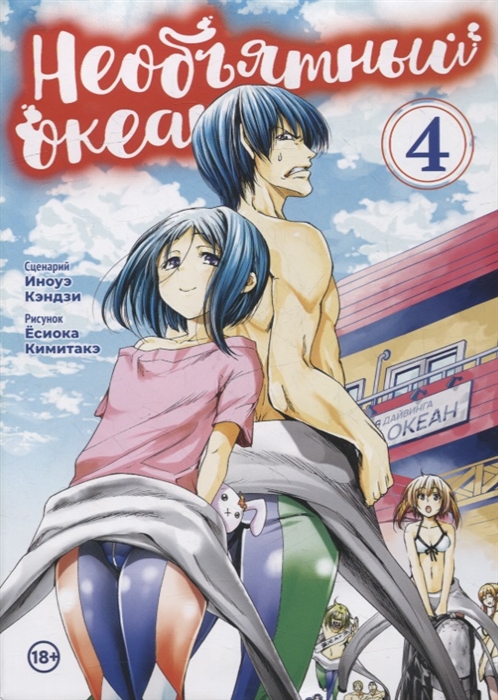 Необъятный
океан
4
Сценарий
Иноуэ
Кэндзи
Рисунок
Ёсиока
Кимитакэ
ДАЙВИНГА
ОКЕАН
18+